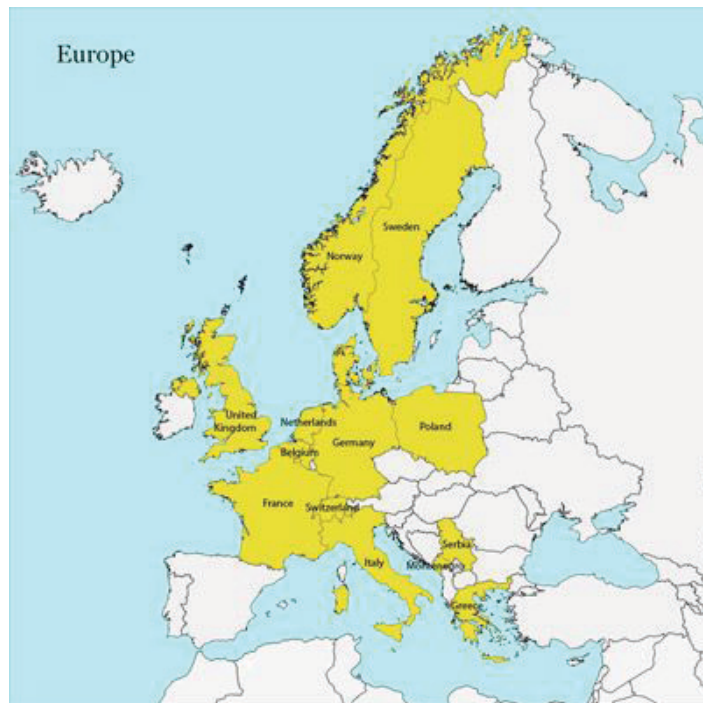 Europe
Sweden
Norway
United
Kingdom
Netherlands
Poland
Germany
Belgium
France
Switzerland
Serbia
Italy
Montenegro
Greece